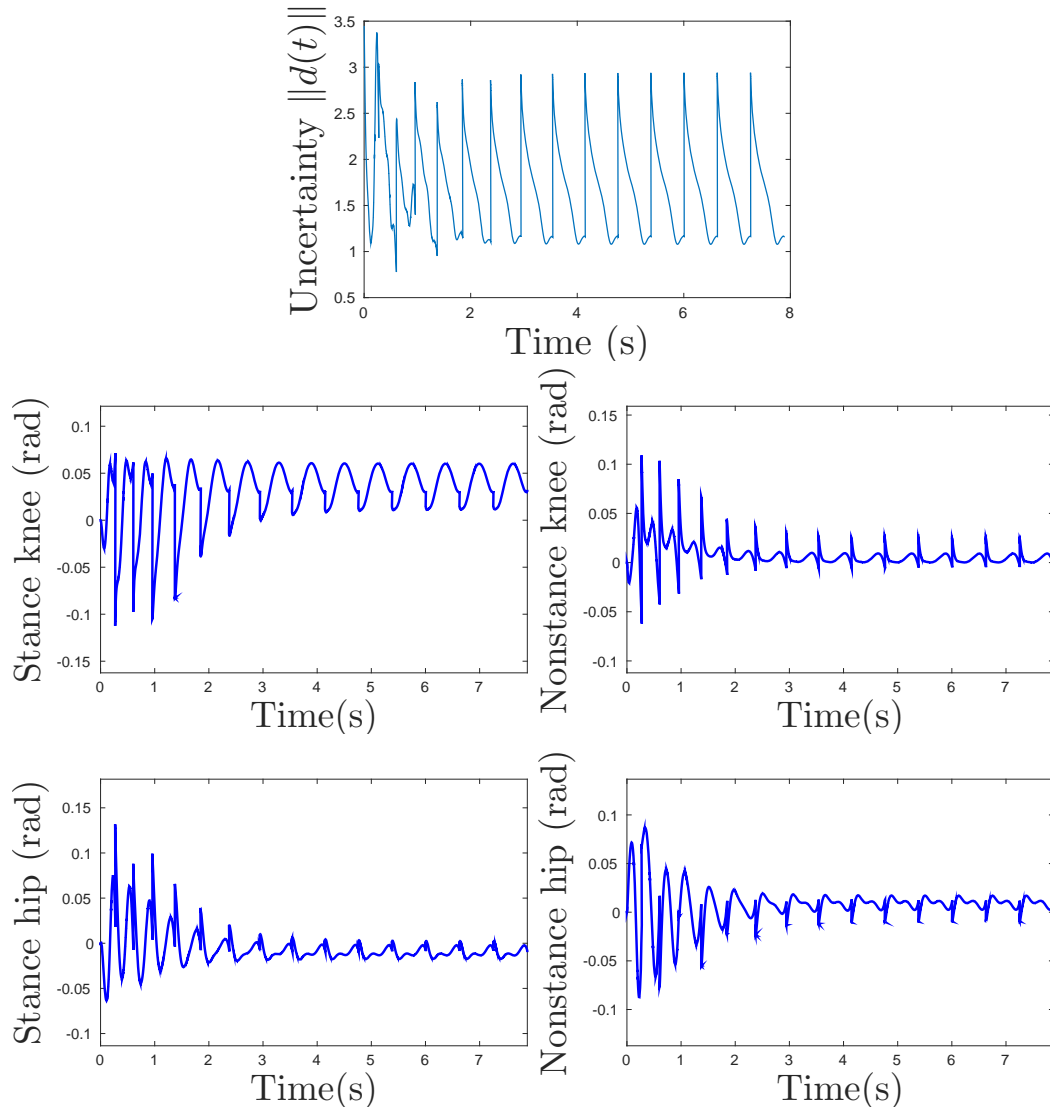 Uncertainty ||d(t)||
3.5
3
2.5
2
1.5
1
0.5
0 2 4 6 8
Time (s)
Stance knee (rad)
0.1
0.05
0
-0.05
-0.1
-0.15
0 1 2 3 4 5 6 7
Time(s)
Nonstance knee (rad)
0.15
0.1
0.05
0
-0.05
-0.1
0 1 2 3 4 5 6 7
Time(s)
Stance hip (rad)
0.15
0.1
0.05
0
-0.05
-0.1
0 1 2 3 4 5 6 7
Time(s)
Nonstance hip (rad)
0.1
0.05
0
-0.05
-0.1
0 1 2 3 4 5 6 7
Time(s)